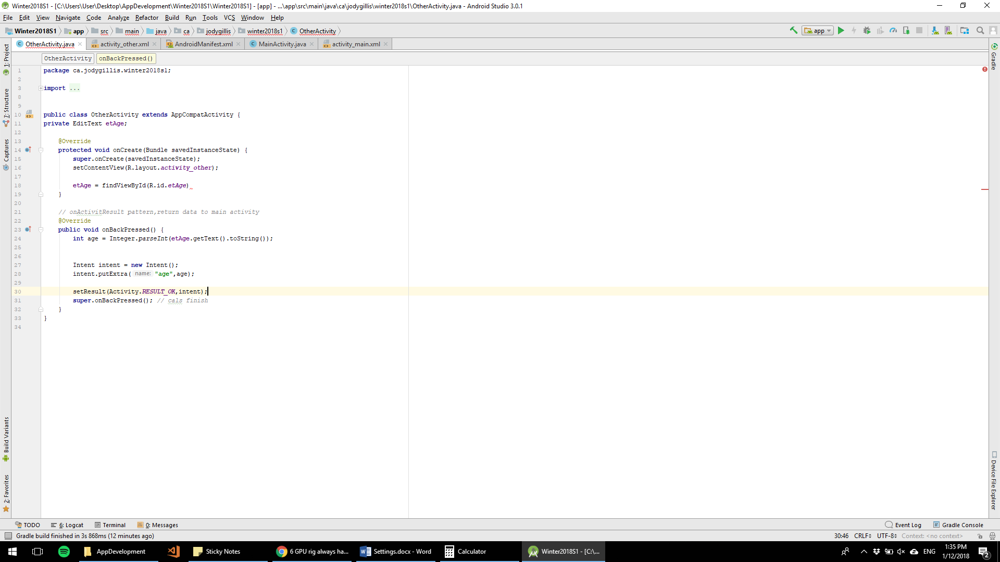 Winter2018S1 - [C:\Users\User\Desktop\AppDevelopment\Winter2018S1\Winter2018S1] - [app] - ...\app\src\main\java\ca\jodygillis\winter2018s1\OtherActivity.java - Android Studio 3.0.1
File Edit View Navigate Code Analyze Refactor Build Run Tools VCS Window Help
Winter2018S1 app src main java ca jodygillis winter2018s1 OtherActivity app
OtherActivity.java activity_other.xml AndroidManifest.xml MainActivity.java activity_main.xml
OtherActivity onBackPressed()
1: Project
7: Structure
Captures
Build Variants
2: Favorites
1 package ca.jodygillis.winter2018s1;
2
3 import ...
8
9
10 public class OtherActivity extends AppCompatActivity {
11 private EditText etAge;
12
13 @Override
14 protected void onCreate(Bundle savedInstanceState) {
15 super.onCreate(savedInstanceState);
16 setContentView(R.layout.activity_other);
17
18 etAge = findViewById(R.id.etAge)
19 }
20
21 // onActivitResult pattern,return data to main activity
22 @Override
23 public void onBackPressed() {
24 int age = Integer.parseInt(etAge.getText().toString());
25
26
27 Intent intent = new Intent();
28 intent.putExtra( name: "age",age);
29
30 setResult(Activity.RESULT_OK,intent);
31 super.onBackPressed(); // cals finish
32 }
33 }
34
Gradle
Device File Explorer
TODO 6: Logcat Terminal 0: Messages Event Log Gradle Console
Gradle build finished in 3s 868ms (12 minutes ago) 30:46 CRLF UTF-8 Context: <no context>
AppDevelopment Sticky Notes 6 GPU rig always ha... Settings.docx - Word Calculator Winter2018S1 - [C:\... ENG 1:35 PM
1/12/2018 2